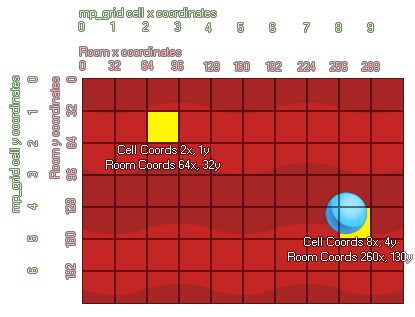 mp_grid cell x coordinates
0 1 2 3 4 5 6 7 8 9
Room x coordinates
0 32 64 96 128 160 192 224 256 288
mp_grid cell y coordinates
0 1 2 3 4 5 6
Room y coordinates
0 32 64 96 128 160 192
Cell Coords 2x, 1y
Room Coords 64x, 32y
Cell Coords 8x, 4y
Room Coords 260x, 130y